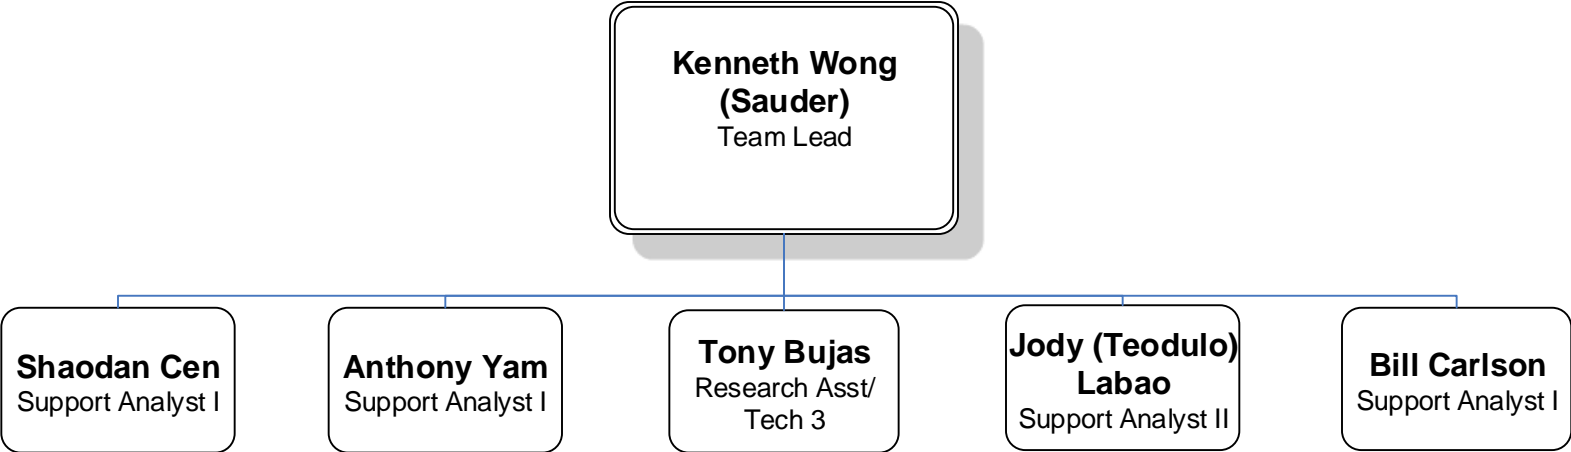 Kenneth Wong
(Sauder)
Team Lead
Shaodan Cen
Support Analyst I
Anthony Yam
Support Analyst I
Tony Bujas
Research Asst/
Tech 3
Jody (Teodulo)
Labao
Support Analyst II
Bill Carlson
Support Analyst I